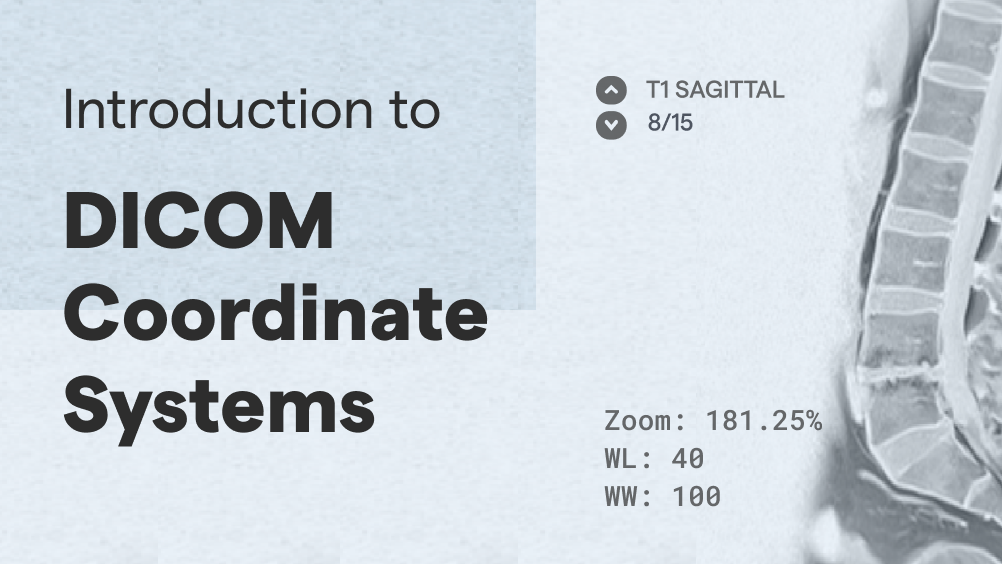 Introduction to
DICOM
Coordinate
Systems
T1 SAGITTAL
8/15
Zoom: 181.25%
WL: 40
WW: 100